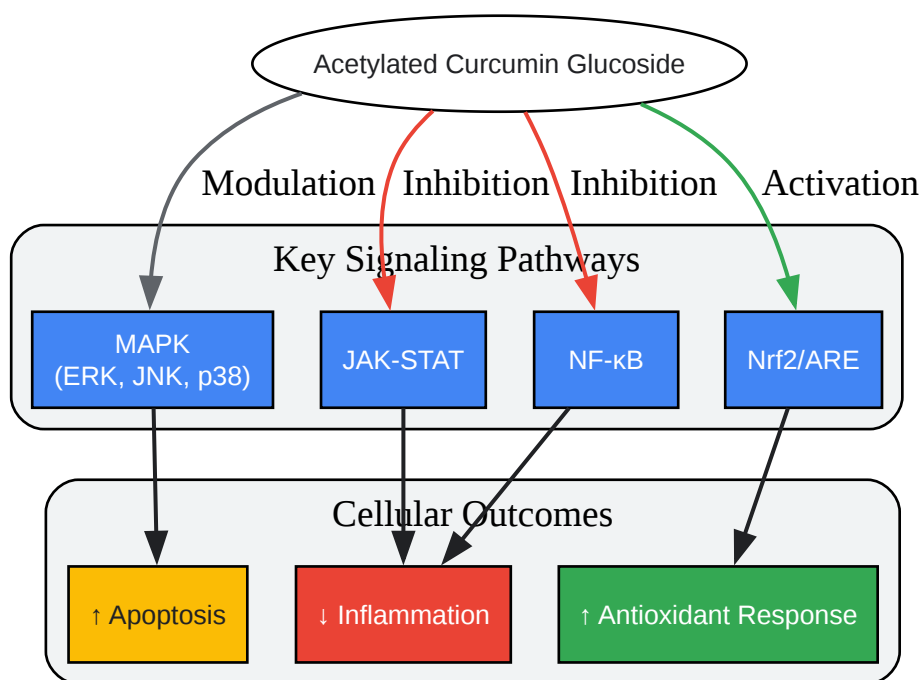 Acetylated Curcumin Glucoside
Modulation
Inhibition
Inhibition
Activation
Key Signaling Pathways
MAPK
(ERK, JNK, p38)
JAK-STAT
NF-κB
Nrf2/ARE
Cellular Outcomes
↑ Apoptosis
↓ Inflammation
↑ Antioxidant Response